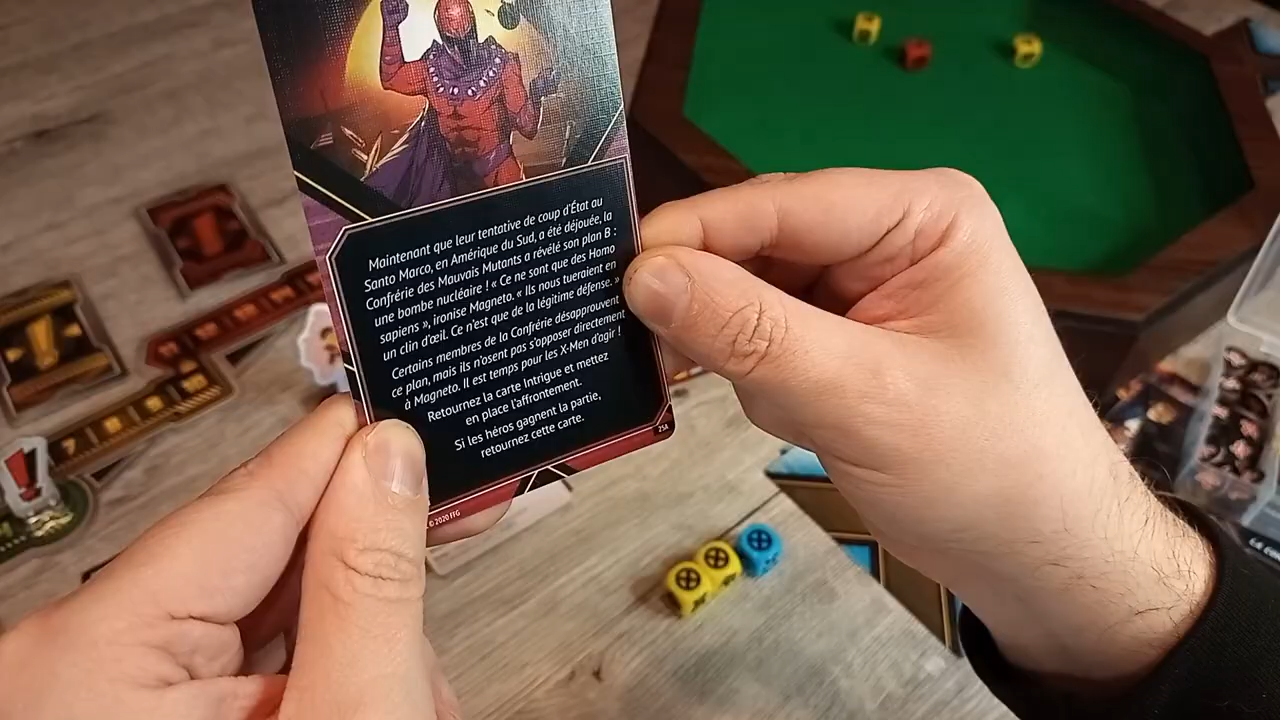 Maintenant que leur tentative de coup d'État au
Santo Marco, en Amérique du Sud, a été déjouée, la
Confrérie des Mauvais Mutants a révélé son plan B :
une bombe nucléaire ! « Ce ne sont que des Homo
sapiens », ironise Magneto. « Ils nous tueraient en
un clin d'œil. Ce n'est que de la légitime défense. »
Certains membres de la Confrérie désapprouvent
ce plan, mais ils n'osent pas s'opposer directement
à Magneto. Il est temps pour les X-Men d'agir !
Retournez la carte Intrigue et mettez
en place l'affrontement.
Si les héros gagnent la partie,
retournez cette carte.
25A
© 2020 FFG